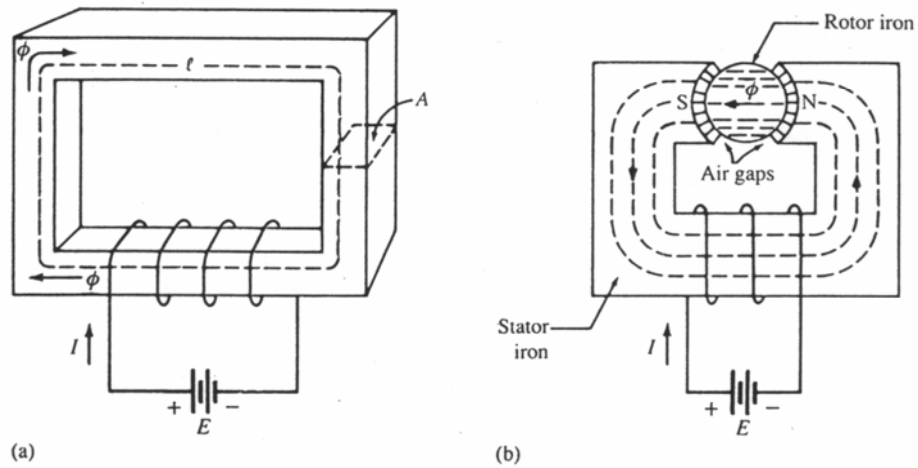 ϕ
ℓ
A
ϕ
I
+ −
E
(a)
Rotor iron
ϕ
S N
Air gaps
Stator
iron
I
+ −
E
(b)